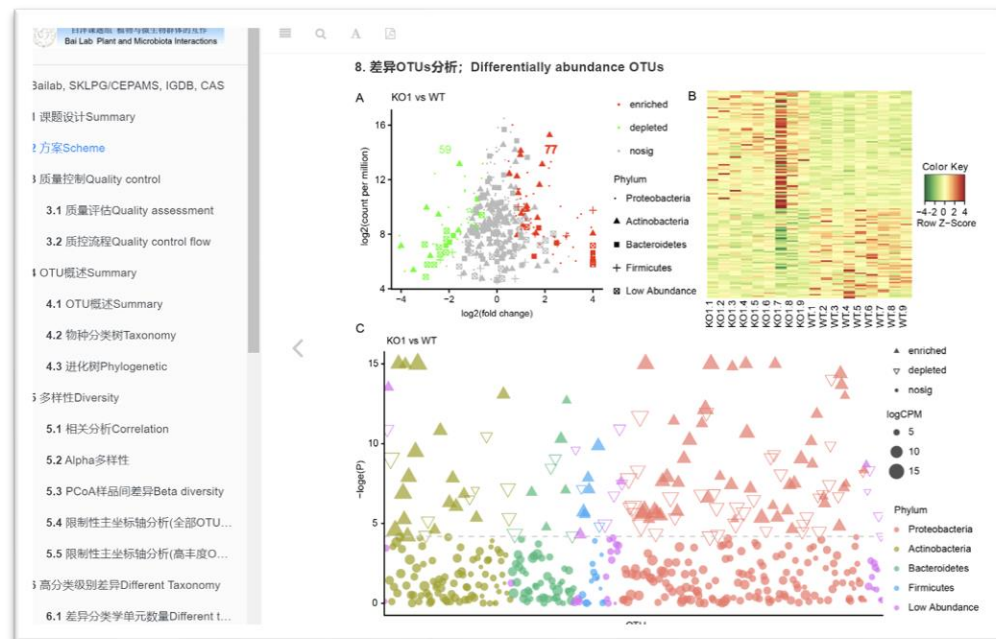 Bai Lab Plant and Microbiota Interactions
Bailab, SKLPG/CEPAMS, IGDB, CAS
1 课题设计Summary
2 方案Scheme
3 质量控制Quality control
3.1 质量评估Quality assessment
3.2 质控流程Quality control flow
4 OTU概述Summary
4.1 OTU概述Summary
4.2 物种分类树Taxonomy
4.3 进化树Phylogenetic
5 多样性Diversity
5.1 相关分析Correlation
5.2 Alpha多样性
5.3 PCoA样品间差异Beta diversity
5.4 限制性主坐标轴分析(全部OTU...
5.5 限制性主坐标轴分析(高丰度O...
6 高分类级别差异Different Taxonomy
6.1 差异分类学单元数量Different t...
A
8. 差异OTUs分析；Differentially abundance OTUs
A
KO1 vs WT
16
12
8
4
59
77
-4
-2
0
2
4
log2(count per million)
log2(fold change)
enriched
depleted
nosig
Phylum
Proteobacteria
Actinobacteria
Bacteroidetes
Firmicutes
Low Abundance
B
KO1.1
KO1.2
KO1.3
KO1.4
KO1.5
KO1.6
KO1.7
KO1.8
KO1.9
WT.1
WT.2
WT.3
WT.4
WT.5
WT.6
WT.7
WT.8
WT.9
Color Key
-4 -2 0 2 4
Row Z-Score
C
KO1 vs WT
15
10
5
0
-loge(P)
OTU
enriched
depleted
nosig
logCPM
5
10
15
Phylum
Proteobacteria
Actinobacteria
Bacteroidetes
Firmicutes
Low Abundance